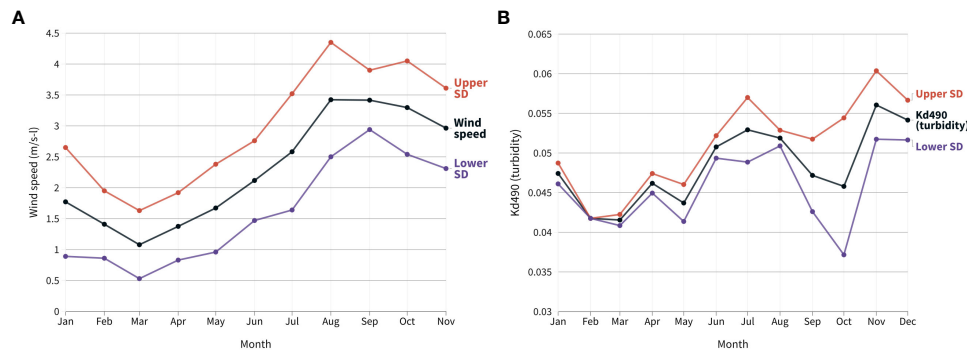 A
4.5
4
3.5
3
2.5
2
1.5
1
0.5
0
Wind speed (m/s-l)
Jan Feb Mar Apr May Jun Jul Aug Sep Oct Nov
Month
Upper
SD
Wind
speed
Lower
SD
B
0.065
0.06
0.055
0.05
0.045
0.04
0.035
0.03
Kd490 (turbidity)
Jan Feb Mar Apr May Jun Jul Aug Sep Oct Nov Dec
Month
Upper SD
Kd490
(turbidity)
Lower SD